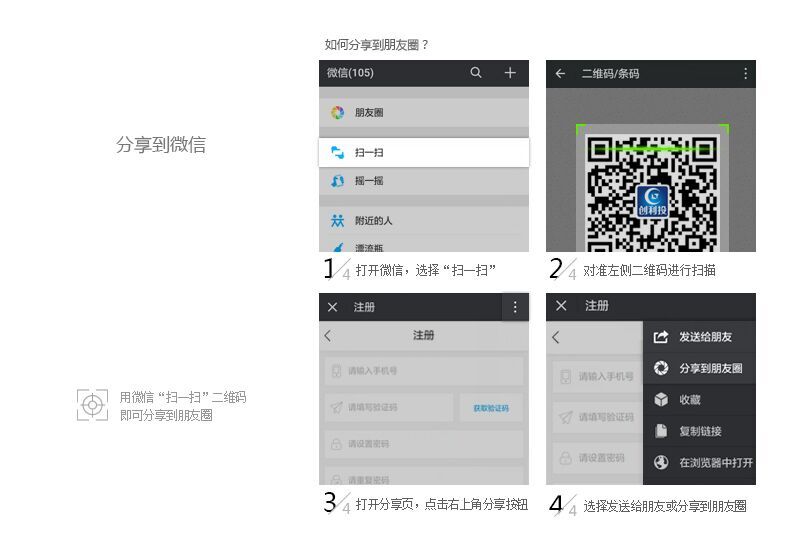 如何分享到朋友圈？
分享到微信
用微信“扫一扫”二维码
即可分享到朋友圈
微信(105)
朋友圈
扫一扫
摇一摇
附近的人
漂流瓶
1/4 打开微信，选择“扫一扫”
二维码/条码
创利投
2/4 对准左侧二维码进行扫描
注册
注册
请输入手机号
请填写验证码 获取验证码
请设置密码
请重复密码
3/4 打开分享页，点击右上角分享按钮
注册
请输入手机号
请填写验证码
请设置密码
发送给朋友
分享到朋友圈
收藏
复制链接
在浏览器中打开
4/4 选择发送给朋友或分享到朋友圈